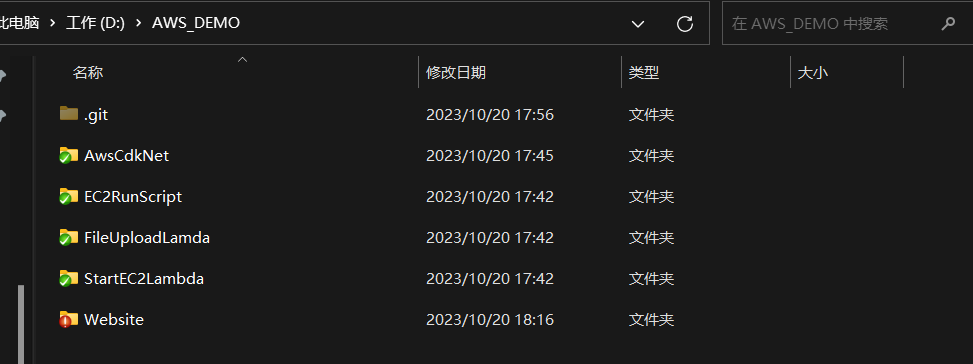 此电脑 › 工作 (D:) › AWS_DEMO
在 AWS_DEMO 中搜索
名称 修改日期 类型 大小
.git 2023/10/20 17:56 文件夹
AwsCdkNet 2023/10/20 17:45 文件夹
EC2RunScript 2023/10/20 17:42 文件夹
FileUploadLamda 2023/10/20 17:42 文件夹
StartEC2Lambda 2023/10/20 17:42 文件夹
Website 2023/10/20 18:16 文件夹